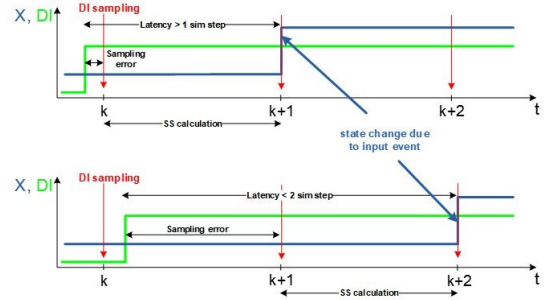 X, DI
DI sampling
Latency > 1 sim step
Sampling
error
k
k+1
k+2
t
SS calculation
state change due
to input event
X, DI
DI sampling
Latency < 2 sim step
Sampling error
k
k+1
k+2
t
SS calculation